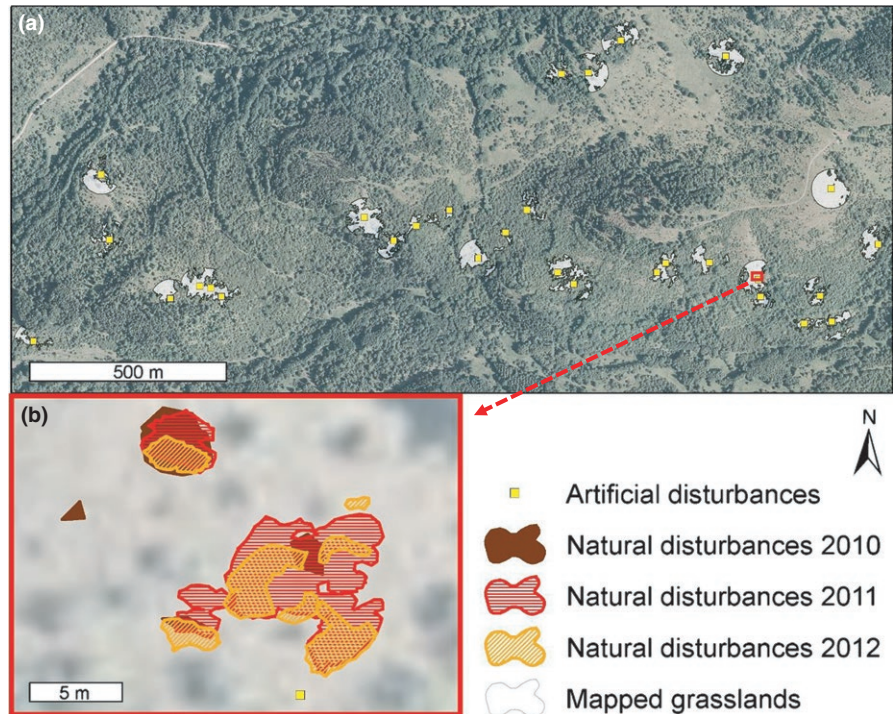 (a)
500 m
(b)
5 m
N
Artificial disturbances
Natural disturbances 2010
Natural disturbances 2011
Natural disturbances 2012
Mapped grasslands